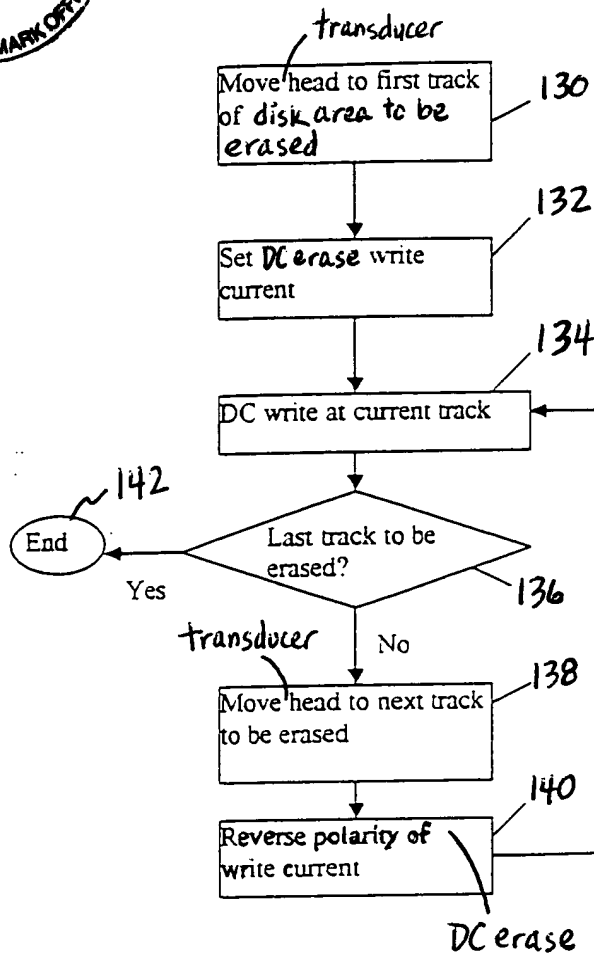 MARK OFFI
transducer
Move head to first track
of disk area to be
erased
130
Set DC erase write
current
132
DC write at current track
134
Last track to be
erased?
136
Yes
End
142
No
transducer
Move head to next track
to be erased
138
Reverse polarity of
write current
140
DC erase